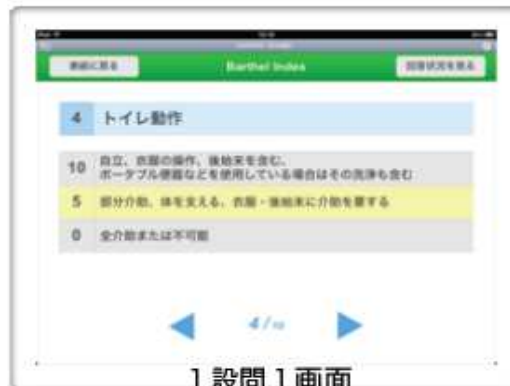 Barthel Index
4 トイレ動作
10 自立、衣服の操作、後始末を含む、
ポータブル便器などを使用している場合はその洗浄も含む
5 部分介助、体を支える、衣服・後始末に介助を要する
0 全介助または不可能
4/10
1設問1画面